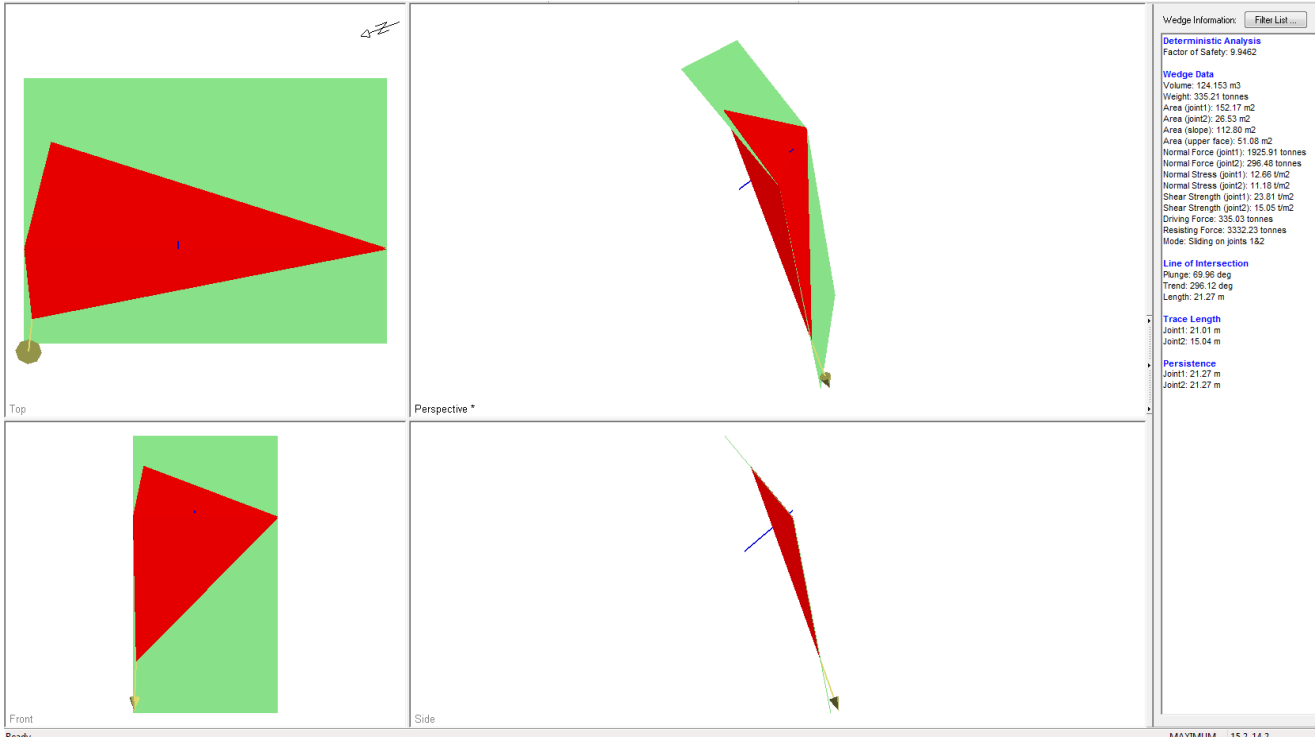 Wedge Information:
Filter List ...
Deterministic Analysis
Factor of Safety: 9.9462
Wedge Data
Volume: 124.153 m3
Weight: 335.21 tonnes
Area (joint1): 152.17 m2
Area (joint2): 26.53 m2
Area (slope): 112.80 m2
Area (upper face): 51.08 m2
Normal Force (joint1): 1925.91 tonnes
Normal Force (joint2): 296.48 tonnes
Normal Stress (joint1): 12.66 t/m2
Normal Stress (joint2): 11.18 t/m2
Shear Strength (joint1): 23.81 t/m2
Shear Strength (joint2): 15.05 t/m2
Driving Force: 335.03 tonnes
Resisting Force: 3332.23 tonnes
Mode: Sliding on joints 1&2
Line of Intersection
Plunge: 69.96 deg
Trend: 296.12 deg
Length: 21.27 m
Trace Length
Joint1: 21.01 m
Joint2: 15.04 m
Persistence
Joint1: 21.27 m
Joint2: 21.27 m
Z
Top
Perspective *
Front
Side
Ready
MAXIMUM